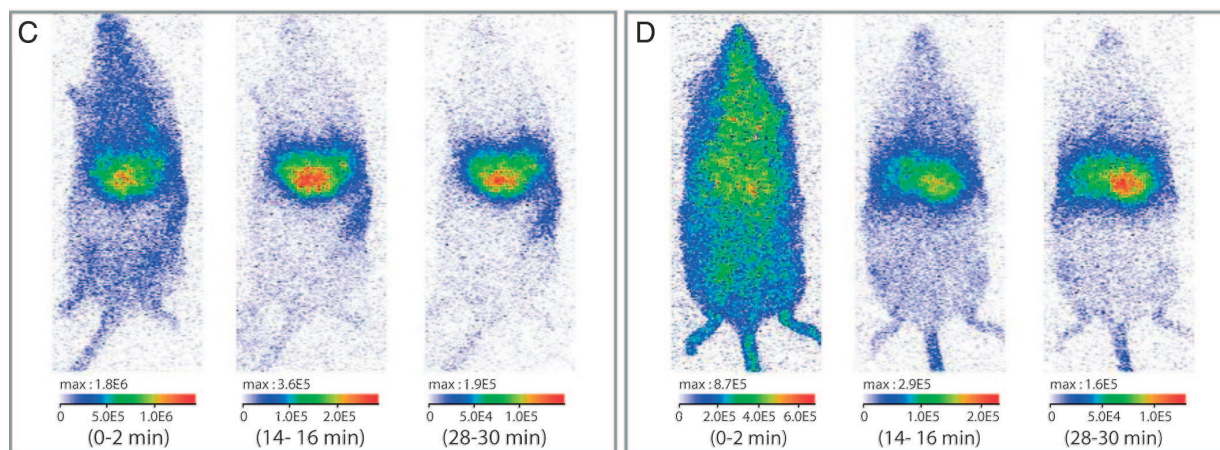 C
max : 1.8E6
0 5.0E5 1.0E6
(0-2 min)
max : 3.6E5
0 1.0E5 2.0E5
(14- 16 min)
max : 1.9E5
0 5.0E4 1.0E5
(28-30 min)
D
max : 8.7E5
0 2.0E5 4.0E5 6.0E5
(0-2 min)
max : 2.9E5
0 1.0E5 2.0E5
(14- 16 min)
max : 1.6E5
0 5.0E4 1.0E5
(28-30 min)